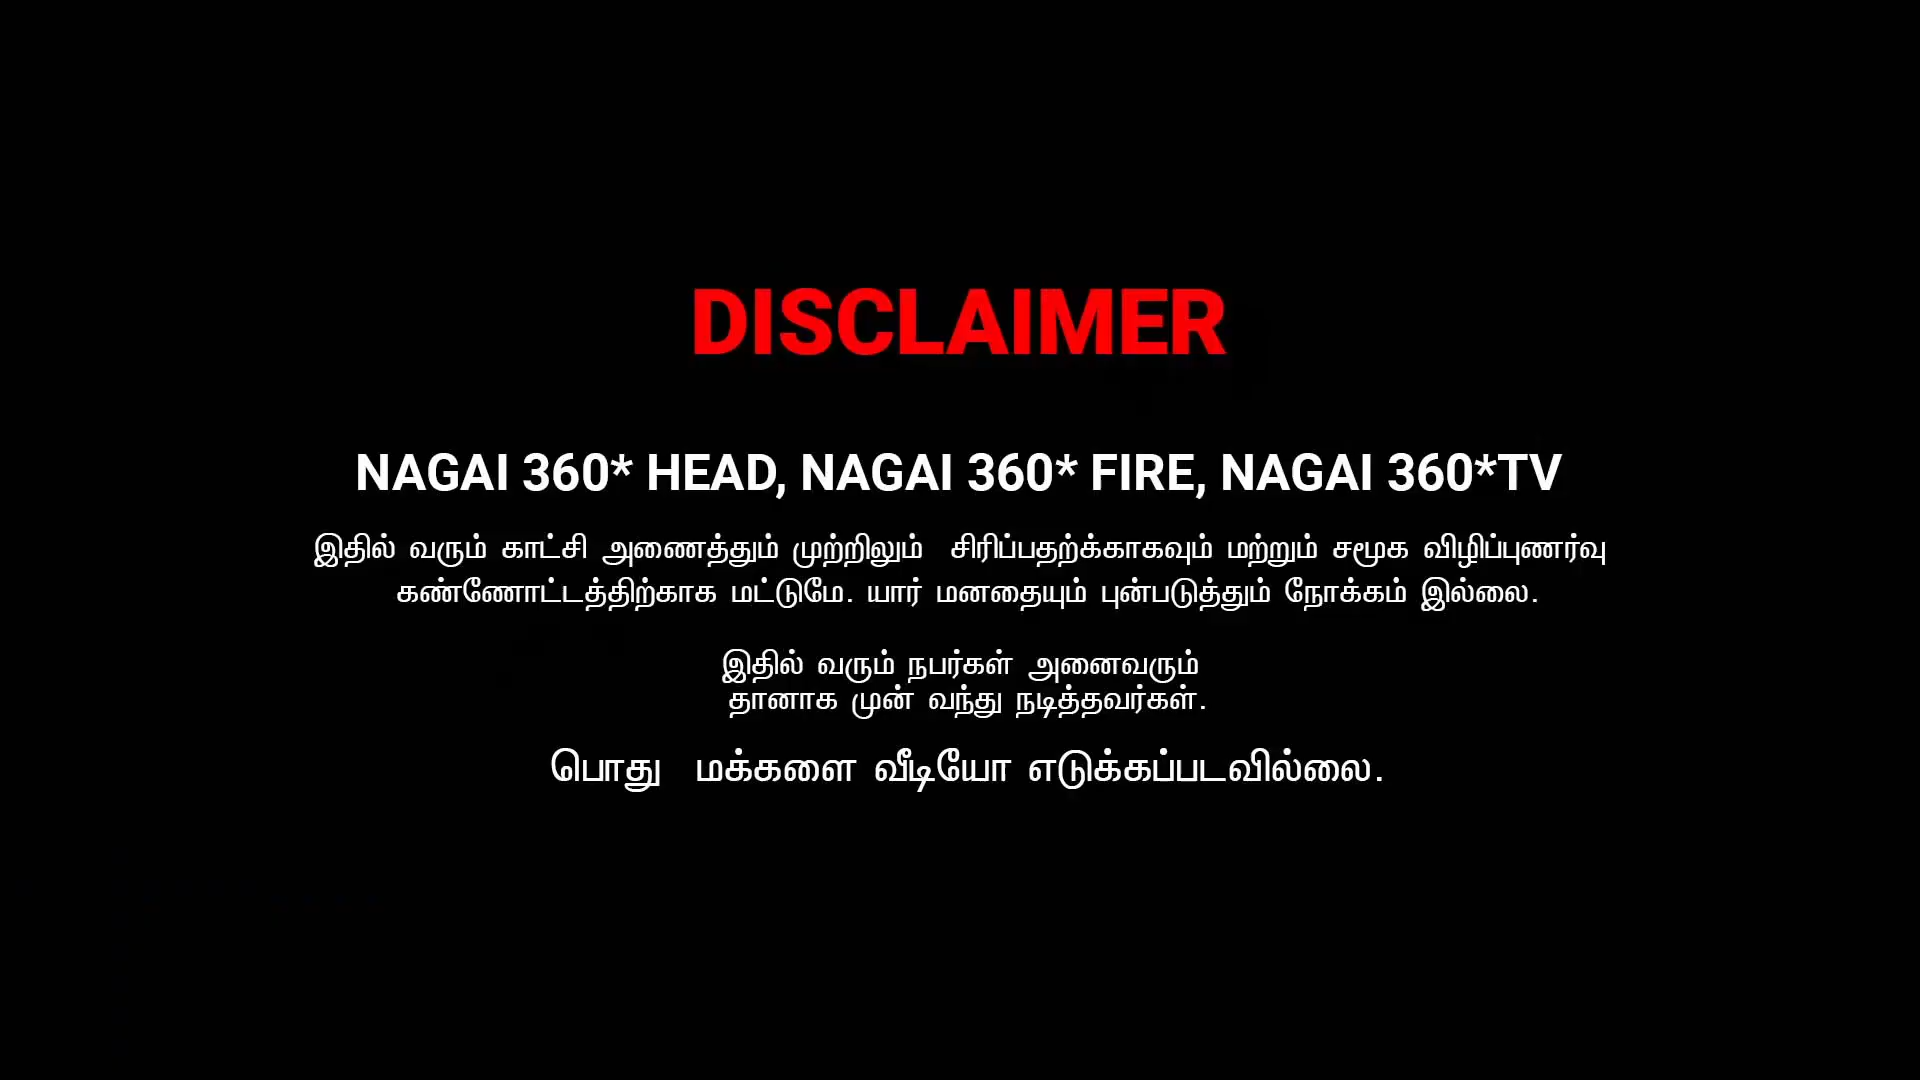 DISCLAIMER
NAGAI 360* HEAD, NAGAI 360* FIRE, NAGAI 360*TV
இதில் வரும் காட்சி அணைத்தும் முற்றிலும் சிரிப்பதற்க்காகவும் மற்றும் சமூக விழிப்புணர்வு
கண்ணோட்டத்திற்காக மட்டுமே. யார் மனதையும் புன்படுத்தும் நோக்கம் இல்லை.
இதில் வரும் நபர்கள் அனைவரும்
தானாக முன் வந்து நடித்தவர்கள்.
பொது மக்களை வீடியோ எடுக்கப்படவில்லை.